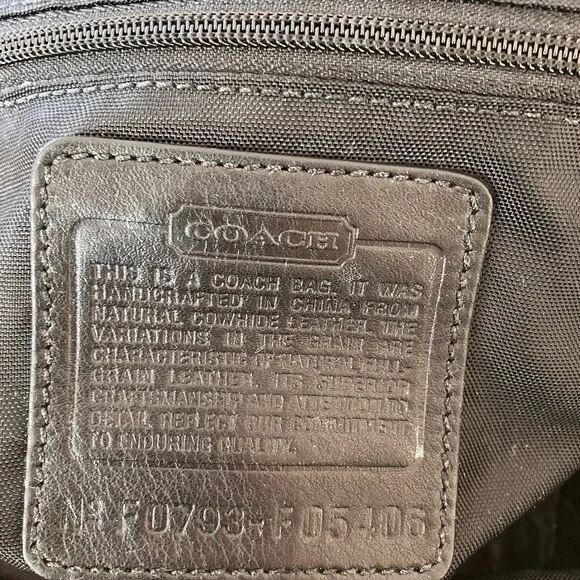 COACH
THIS IS A COACH BAG. IT WAS
HANDCRAFTED IN CHINA FROM
NATURAL COWHIDE LEATHER. THE
VARIATIONS IN THE GRAIN ARE
CHARACTERISTIC OF NATURAL FULL
GRAIN LEATHER. ITS SUPERIOR
CRAFTSMANSHIP AND ATTENTION TO
DETAIL REFLECT OUR COMMITMENT
TO ENDURING QUALITY.
Nº F0793-F05406